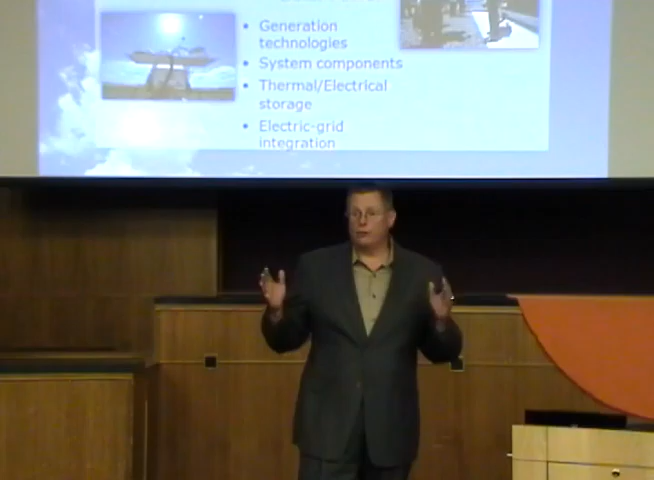 • Generation
technologies
• System components
• Thermal/Electrical
storage
• Electric-grid
integration